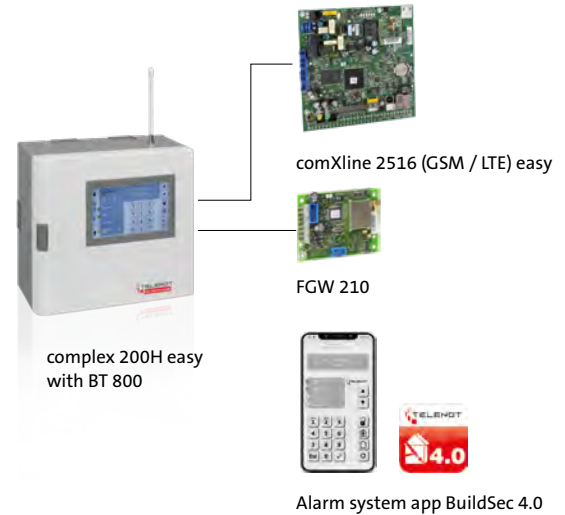 comXline 2516 (GSM / LTE) easy
TELENOT
FGW 210
complex 200H easy
with BT 800
TELENOT
4.0
Alarm system app BuildSec 4.0